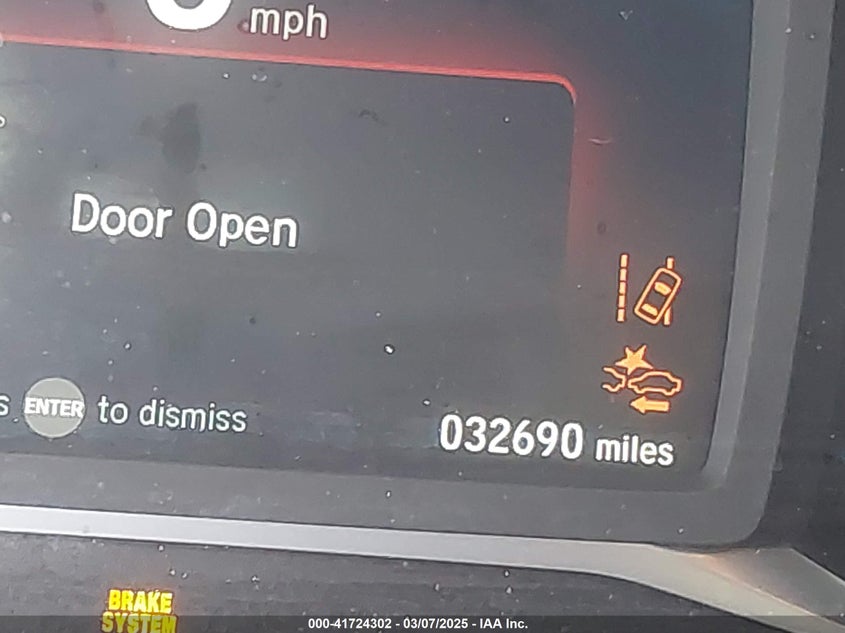 mph
Door Open
ENTER to dismiss
032690 miles
BRAKE
SYSTEM
000-41724302 - 03/07/2025 - IAA Inc.